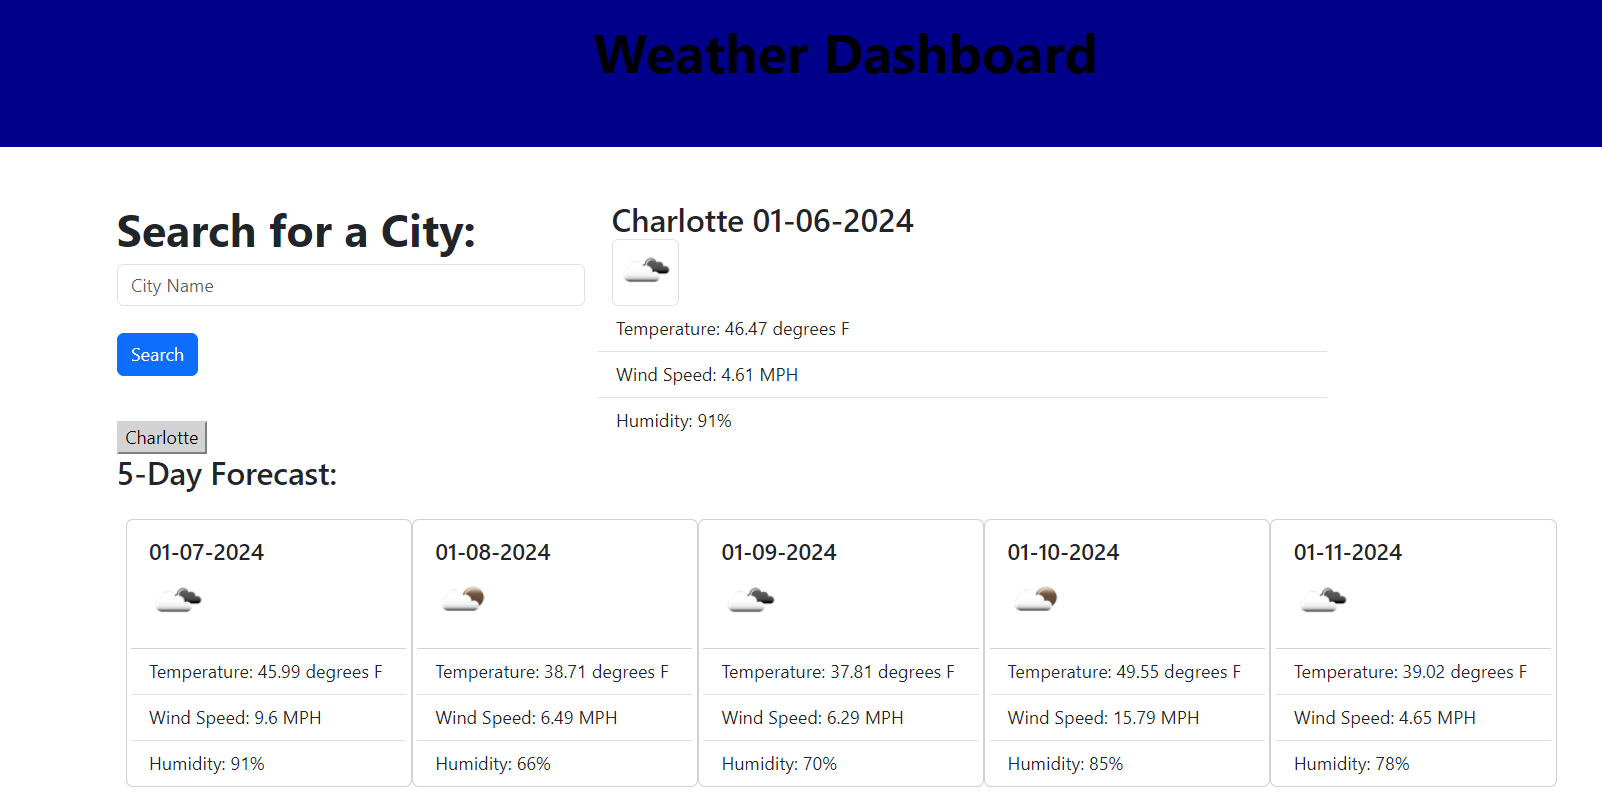 Weather Dashboard
Search for a City:
City Name
Search
Charlotte
Charlotte 01-06-2024
Temperature: 46.47 degrees F
Wind Speed: 4.61 MPH
Humidity: 91%
5-Day Forecast:
01-07-2024
Temperature: 45.99 degrees F
Wind Speed: 9.6 MPH
Humidity: 91%
01-08-2024
Temperature: 38.71 degrees F
Wind Speed: 6.49 MPH
Humidity: 66%
01-09-2024
Temperature: 37.81 degrees F
Wind Speed: 6.29 MPH
Humidity: 70%
01-10-2024
Temperature: 49.55 degrees F
Wind Speed: 15.79 MPH
Humidity: 85%
01-11-2024
Temperature: 39.02 degrees F
Wind Speed: 4.65 MPH
Humidity: 78%